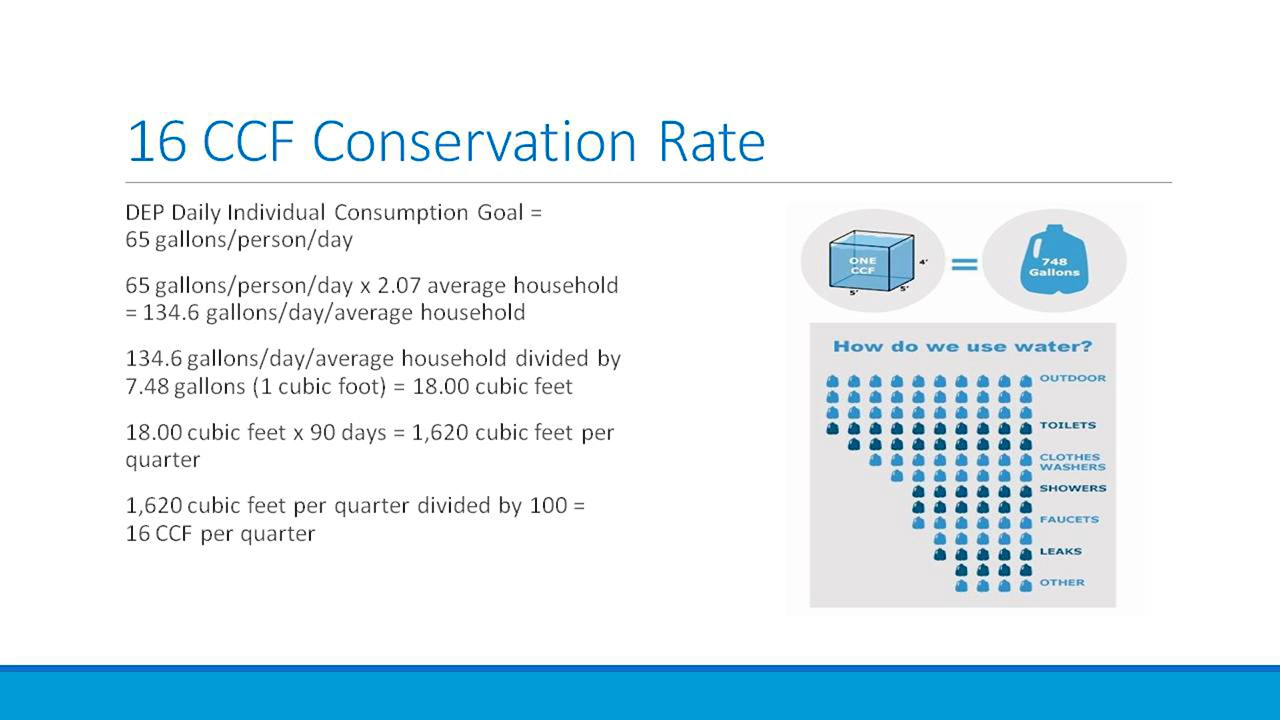 16 CCF Conservation Rate
DEP Daily Individual Consumption Goal =
65 gallons/person/day
65 gallons/person/day x 2.07 average household
= 134.6 gallons/day/average household
134.6 gallons/day/average household divided by
7.48 gallons (1 cubic foot) = 18.00 cubic feet
18.00 cubic feet x 90 days = 1,620 cubic feet per
quarter
1,620 cubic feet per quarter divided by 100 =
16 CCF per quarter
ONE
CCF
4'
5'
5'
=
748
Gallons
How do we use water?
OUTDOOR
TOILETS
CLOTHES
WASHERS
SHOWERS
FAUCETS
LEAKS
OTHER